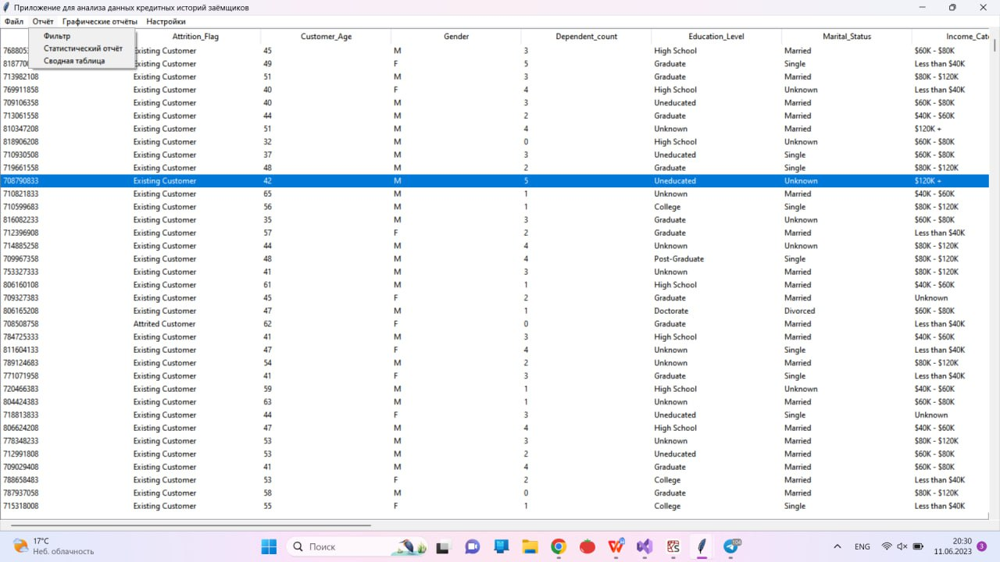 Приложение для анализа данных кредитных историй заёмщиков
Файл Отчёт Графические отчёты Настройки
Фильтр
Статистический отчёт
Сводная таблица
Attrition_Flag Customer_Age Gender Dependent_count Education_Level Marital_Status Income_Cat
Existing Customer 45 M 3 High School Married $60K - $80K
Existing Customer 49 F 5 Graduate Single Less than $40K
713982108 Existing Customer 51 M 3 Graduate Married $80K - $120K
769911858 Existing Customer 40 F 4 High School Unknown Less than $40K
709106358 Existing Customer 40 M 3 Uneducated Married $60K - $80K
713061558 Existing Customer 44 M 2 Graduate Married $40K - $60K
810347208 Existing Customer 51 M 4 Unknown Married $120K +
818906208 Existing Customer 32 M 0 High School Unknown $60K - $80K
710930508 Existing Customer 37 M 3 Uneducated Single $60K - $80K
719661558 Existing Customer 48 M 2 Graduate Single $80K - $120K
708790833 Existing Customer 42 M 5 Uneducated Unknown $120K +
710821833 Existing Customer 65 M 1 Unknown Married $40K - $60K
710599683 Existing Customer 56 M 1 College Single $80K - $120K
816082233 Existing Customer 35 M 3 Graduate Unknown $60K - $80K
712396908 Existing Customer 57 F 2 Graduate Married Less than $40K
714885258 Existing Customer 44 M 4 Unknown Unknown $80K - $120K
709967358 Existing Customer 48 M 4 Post-Graduate Single $80K - $120K
753327333 Existing Customer 41 M 3 Unknown Married $80K - $120K
806160108 Existing Customer 61 M 1 High School Married $40K - $60K
709327383 Existing Customer 45 F 2 Graduate Married Unknown
806165208 Existing Customer 47 M 1 Doctorate Divorced $60K - $80K
708508758 Attrited Customer 62 F 0 Graduate Married Less than $40K
784725333 Existing Customer 41 M 3 High School Married $40K - $60K
811604133 Existing Customer 47 F 4 Unknown Single Less than $40K
789124683 Existing Customer 54 M 2 Unknown Married $80K - $120K
771071958 Existing Customer 41 F 3 Graduate Single Less than $40K
720466383 Existing Customer 59 M 1 High School Unknown $40K - $60K
804424383 Existing Customer 63 M 1 Unknown Married $60K - $80K
718813833 Existing Customer 44 F 3 Uneducated Single Unknown
806624208 Existing Customer 47 M 4 High School Married $40K - $60K
778348233 Existing Customer 53 M 3 Unknown Married $80K - $120K
712991808 Existing Customer 53 M 2 Uneducated Married $60K - $80K
709029408 Existing Customer 41 M 4 Graduate Married $60K - $80K
788658483 Existing Customer 53 F 2 College Married Less than $40K
787937058 Existing Customer 58 M 0 Graduate Married $80K - $120K
715318008 Existing Customer 55 F 1 College Single Less than $40K
17°C
Неб. облачность
Поиск
104
ENG
20:30
11.06.2023
3